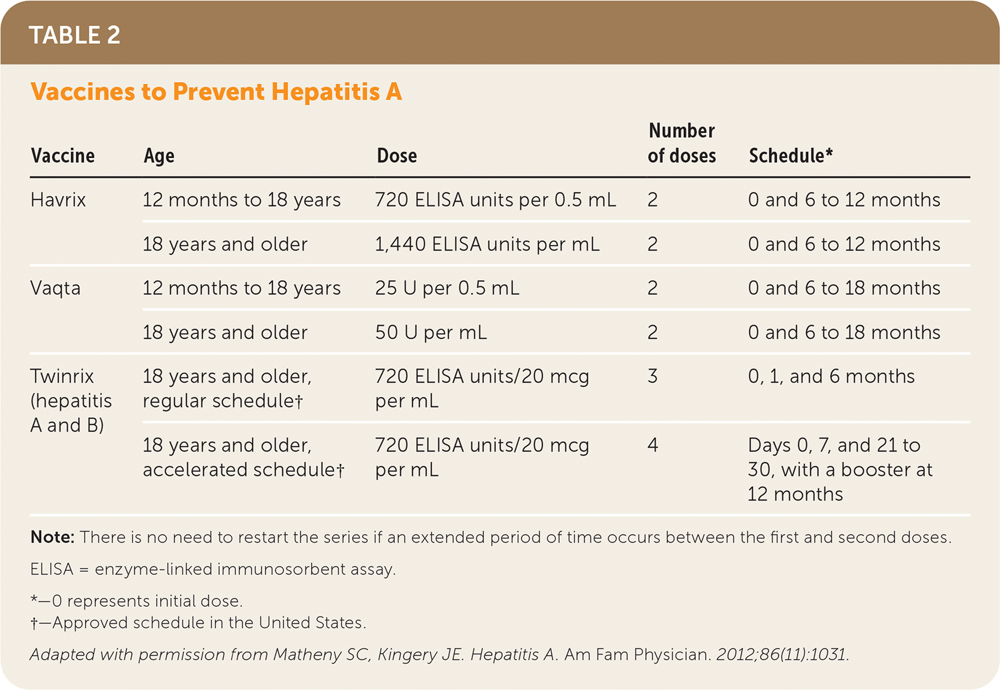 TABLE 2
Vaccines to Prevent Hepatitis A
Vaccine Age Dose Number of doses Schedule*
Havrix 12 months to 18 years 720 ELISA units per 0.5 mL 2 0 and 6 to 12 months
18 years and older 1,440 ELISA units per mL 2 0 and 6 to 12 months
Vaqta 12 months to 18 years 25 U per 0.5 mL 2 0 and 6 to 18 months
18 years and older 50 U per mL 2 0 and 6 to 18 months
Twinrix 18 years and older, 720 ELISA units/20 mcg 3 0, 1, and 6 months
(hepatitis regular schedule† per mL
A and B)
18 years and older, 720 ELISA units/20 mcg 4 Days 0, 7, and 21 to
accelerated schedule† per mL 30, with a booster at
12 months
Note: There is no need to restart the series if an extended period of time occurs between the first and second doses.
ELISA = enzyme-linked immunosorbent assay.
*—0 represents initial dose.
†—Approved schedule in the United States.
Adapted with permission from Matheny SC, Kingery JE. Hepatitis A. Am Fam Physician. 2012;86(11):1031.